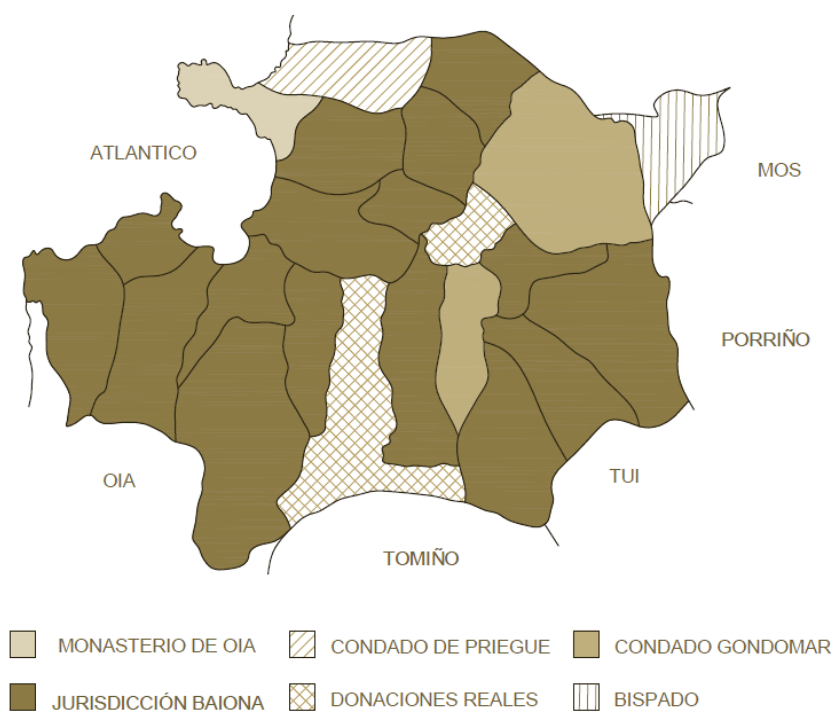 ATLANTICO
MOS
PORRIÑO
OIA
TUI
TOMIÑO
MONASTERIO DE OIA
CONDADO DE PRIEGUE
CONDADO GONDOMAR
JURISDICCIÓN BAIONA
DONACIONES REALES
BISPADO